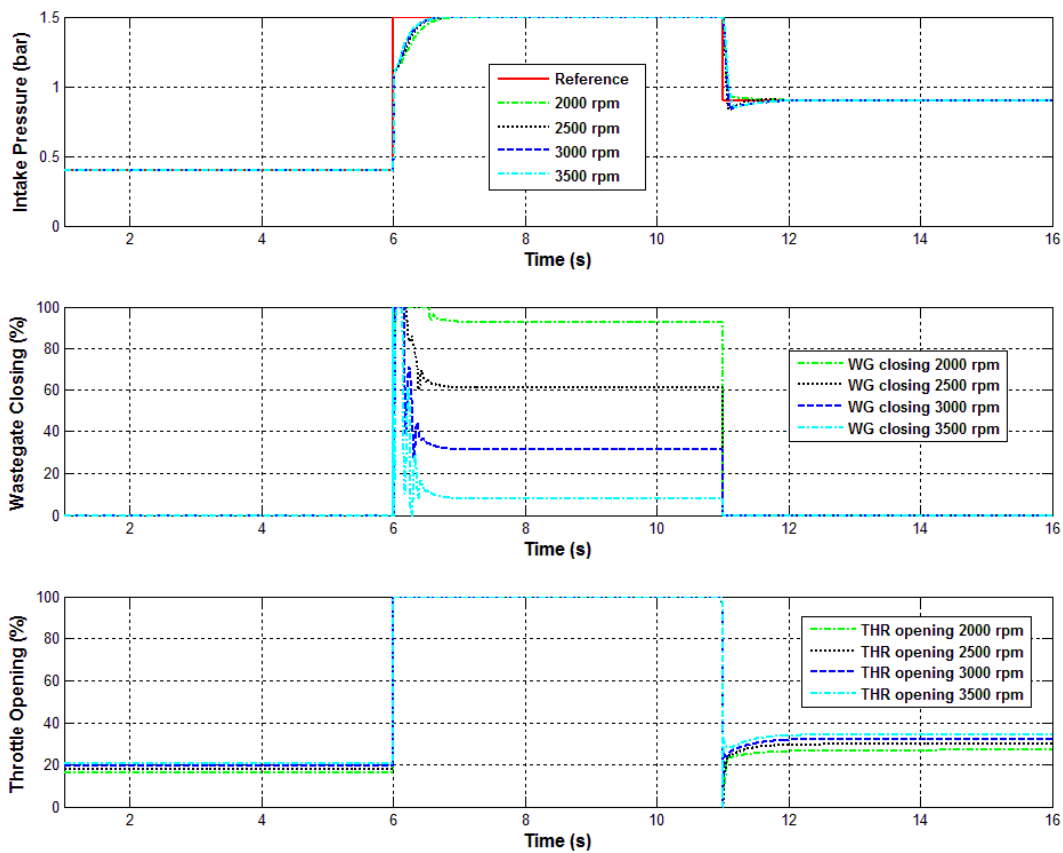 1.5
1
0.5
0
Intake Pressure (bar)
Reference
2000 rpm
2500 rpm
3000 rpm
3500 rpm
2 4 6 8 10 12 14 16
Time (s)
100
80
60
40
20
0
Wastegate Closing (%)
WG closing 2000 rpm
WG closing 2500 rpm
WG closing 3000 rpm
WG closing 3500 rpm
2 4 6 8 10 12 14 16
Time (s)
100
80
60
40
20
0
Throttle Opening (%)
THR opening 2000 rpm
THR opening 2500 rpm
THR opening 3000 rpm
THR opening 3500 rpm
2 4 6 8 10 12 14 16
Time (s)